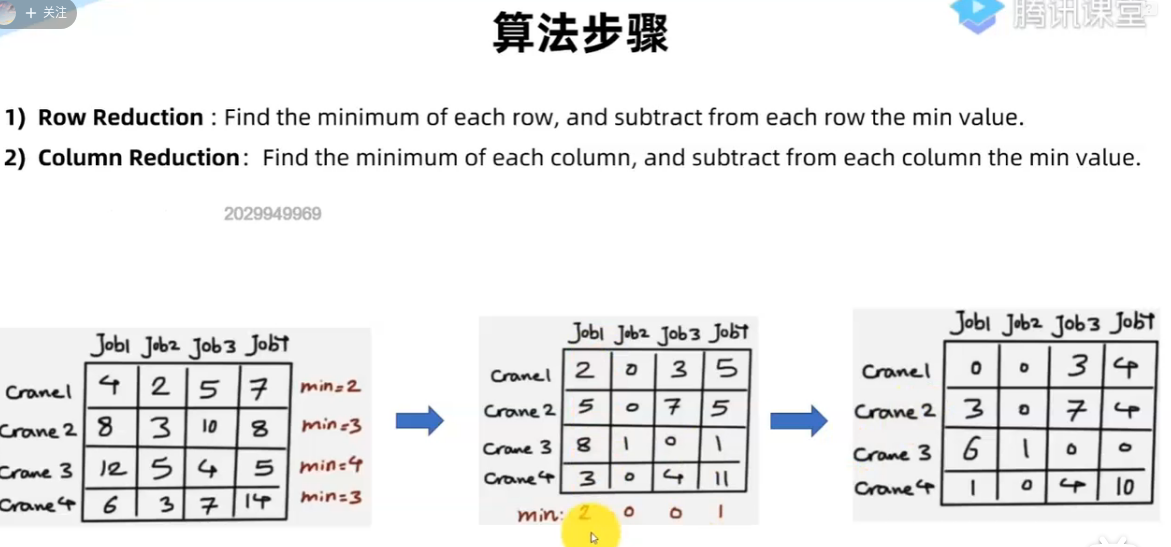 + 关注
腾讯课堂
算法步骤
1) Row Reduction : Find the minimum of each row, and subtract from each row the min value.
2) Column Reduction： Find the minimum of each column, and subtract from each column the min value.
2029949969
Job1 Job2 Job3 Job4
Crane1 4 2 5 7 min=2
Crane 2 8 3 10 8 min=3
Crane 3 12 5 4 5 min=4
Crane4 6 3 7 14 min=3
Job1 Job2 Job3 Job4
Crane1 2 0 3 5
Crane 2 5 0 7 5
Crane 3 8 1 0 1
Crane4 3 0 4 11
min: 2 0 0 1
Job1 Job2 Job3 Job4
Crane1 0 0 3 4
Crane 2 3 0 7 4
Crane 3 6 1 0 0
Crane4 1 0 4 10